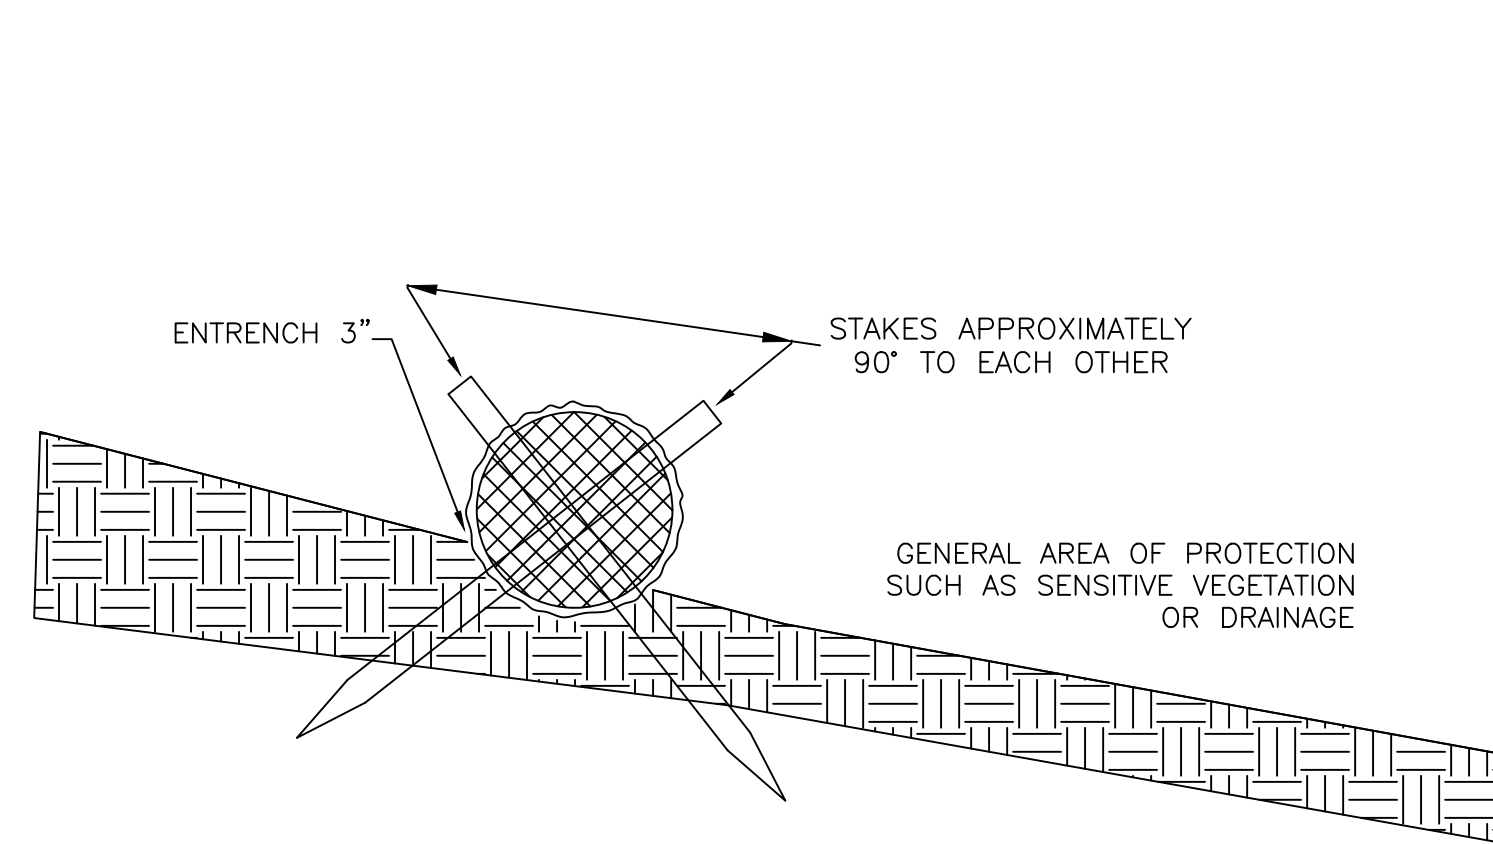 ENTRENCH 3”
STAKES APPROXIMATELY
90° TO EACH OTHER
GENERAL AREA OF PROTECTION
SUCH AS SENSITIVE VEGETATION
OR DRAINAGE